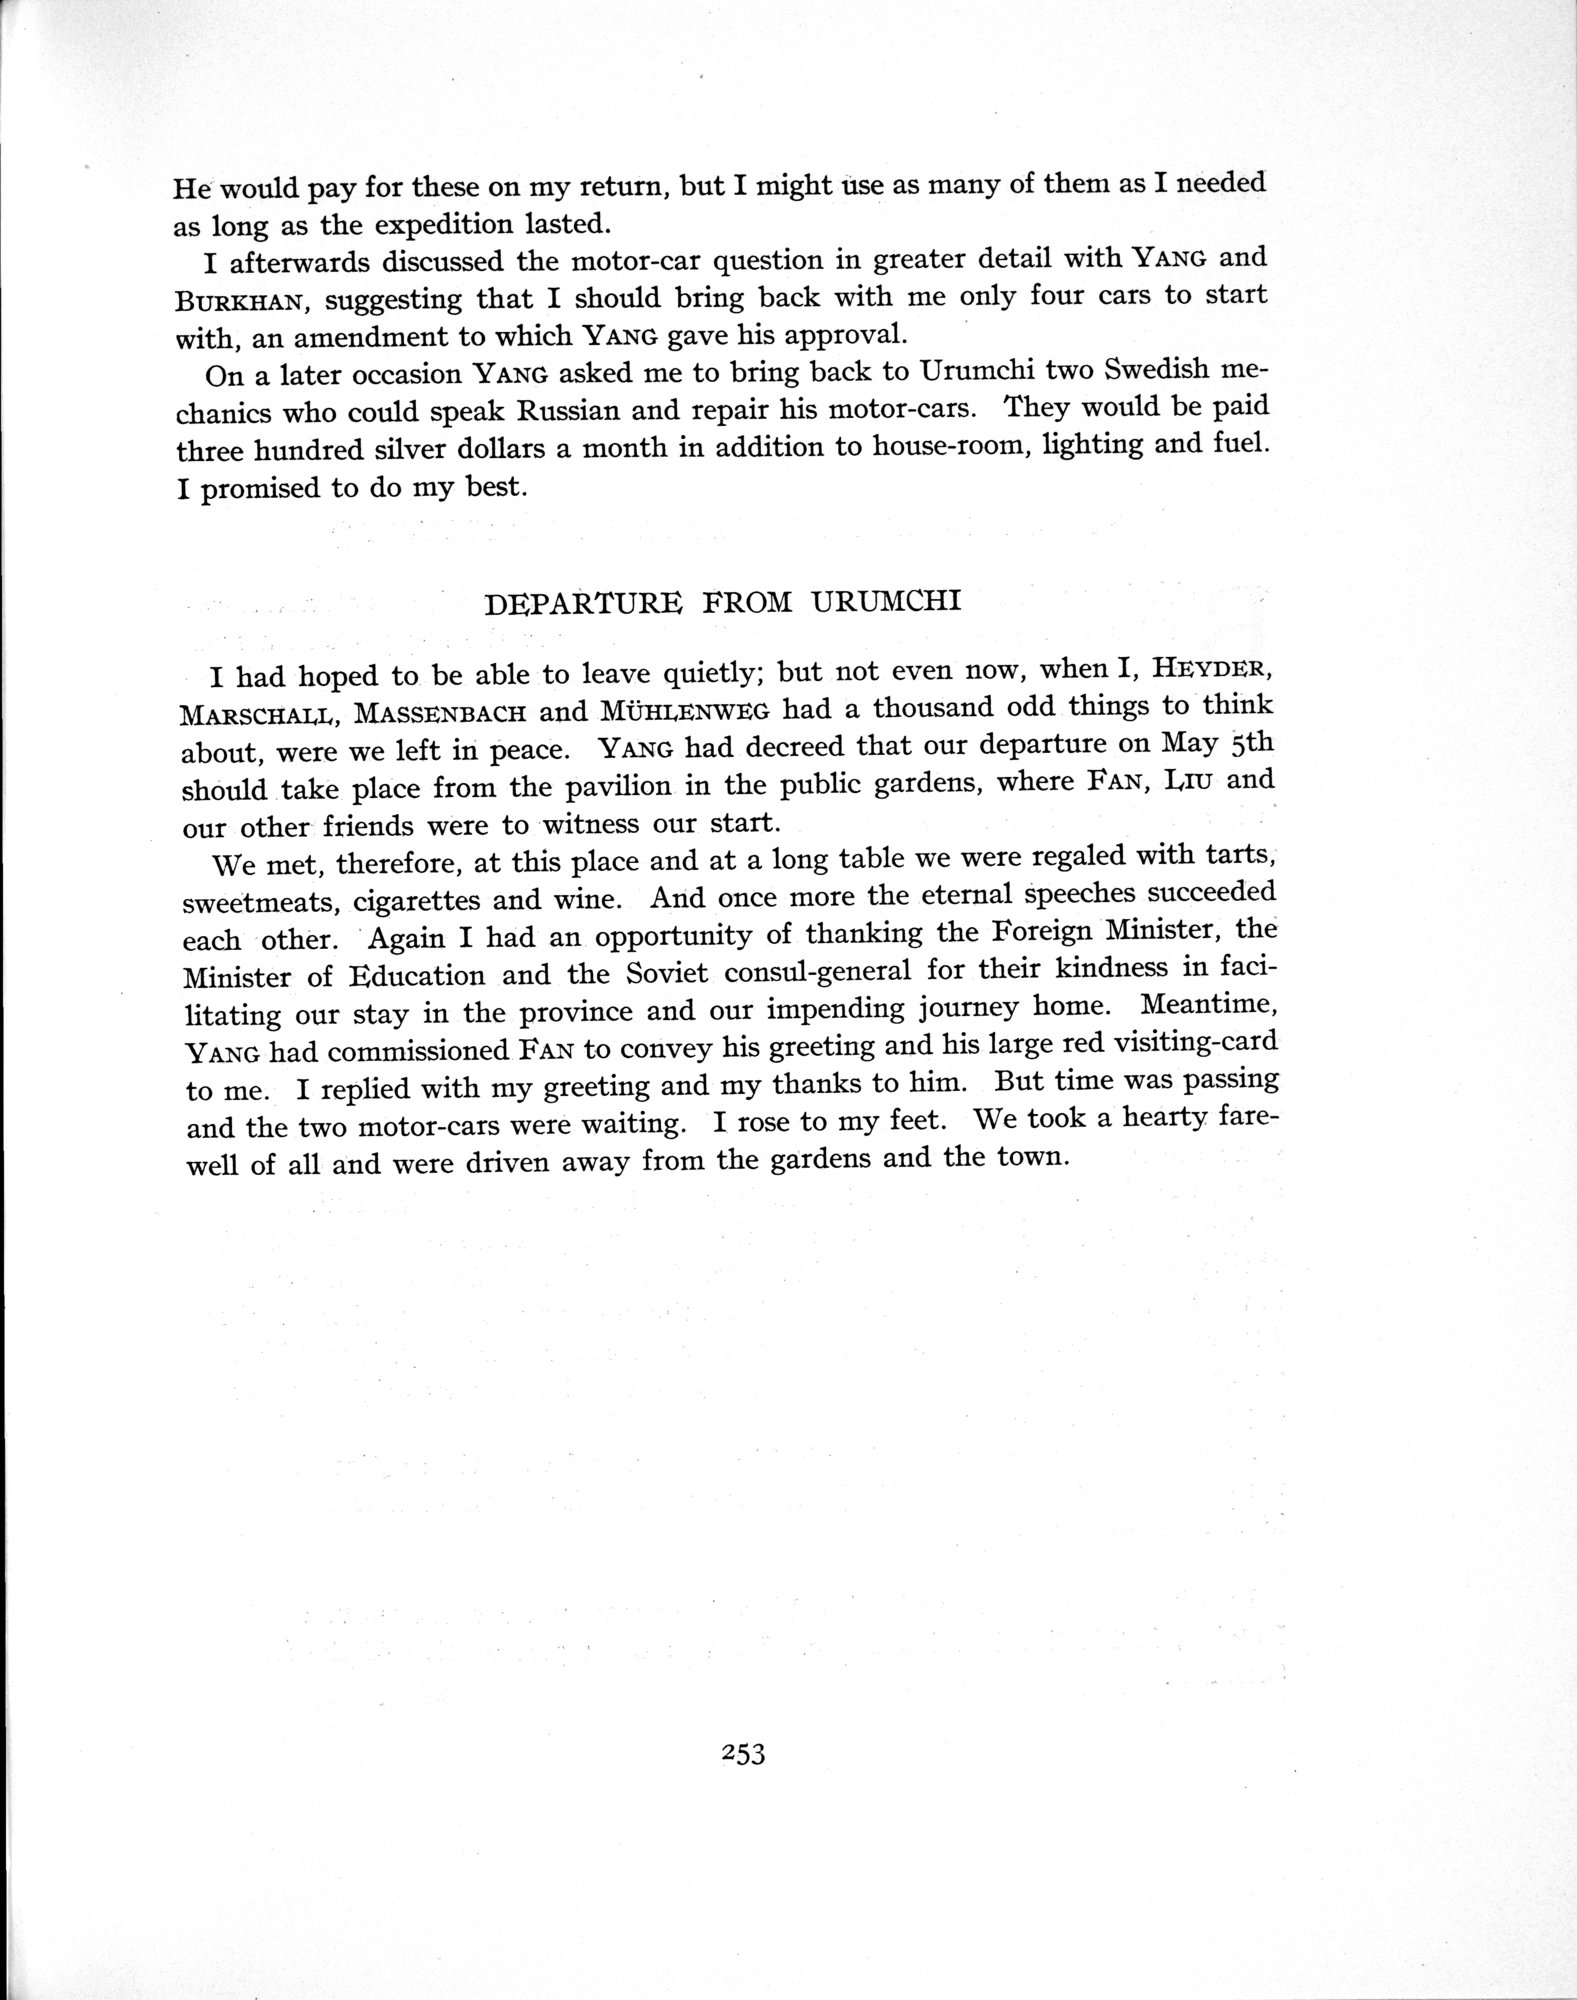 He would pay for these on my return, but I might use as many of them as I needed
as long as the expedition lasted.
I afterwards discussed the motor-car question in greater detail with YANG and
BURKHAN, suggesting that I should bring back with me only four cars to start
with, an amendment to which YANG gave his approval.
On a later occasion YANG asked me to bring back to Urumchi two Swedish me-
chanics who could speak Russian and repair his motor-cars. They would be paid
three hundred silver dollars a month in addition to house-room, lighting and fuel.
I promised to do my best.
DEPARTURE FROM URUMCHI
I had hoped to be able to leave quietly; but not even now, when I, HEYDER,
MARSCHALL, MASSENBACH and MÜHLENWEG had a thousand odd things to think
about, were we left in peace. YANG had decreed that our departure on May 5th
should take place from the pavilion in the public gardens, where FAN, LIU and
our other friends were to witness our start.
We met, therefore, at this place and at a long table we were regaled with tarts,
sweetmeats, cigarettes and wine. And once more the eternal speeches succeeded
each other. Again I had an opportunity of thanking the Foreign Minister, the
Minister of Education and the Soviet consul-general for their kindness in faci-
litating our stay in the province and our impending journey home. Meantime,
YANG had commissioned FAN to convey his greeting and his large red visiting-card
to me. I replied with my greeting and my thanks to him. But time was passing
and the two motor-cars were waiting. I rose to my feet. We took a hearty fare-
well of all and were driven away from the gardens and the town.
253